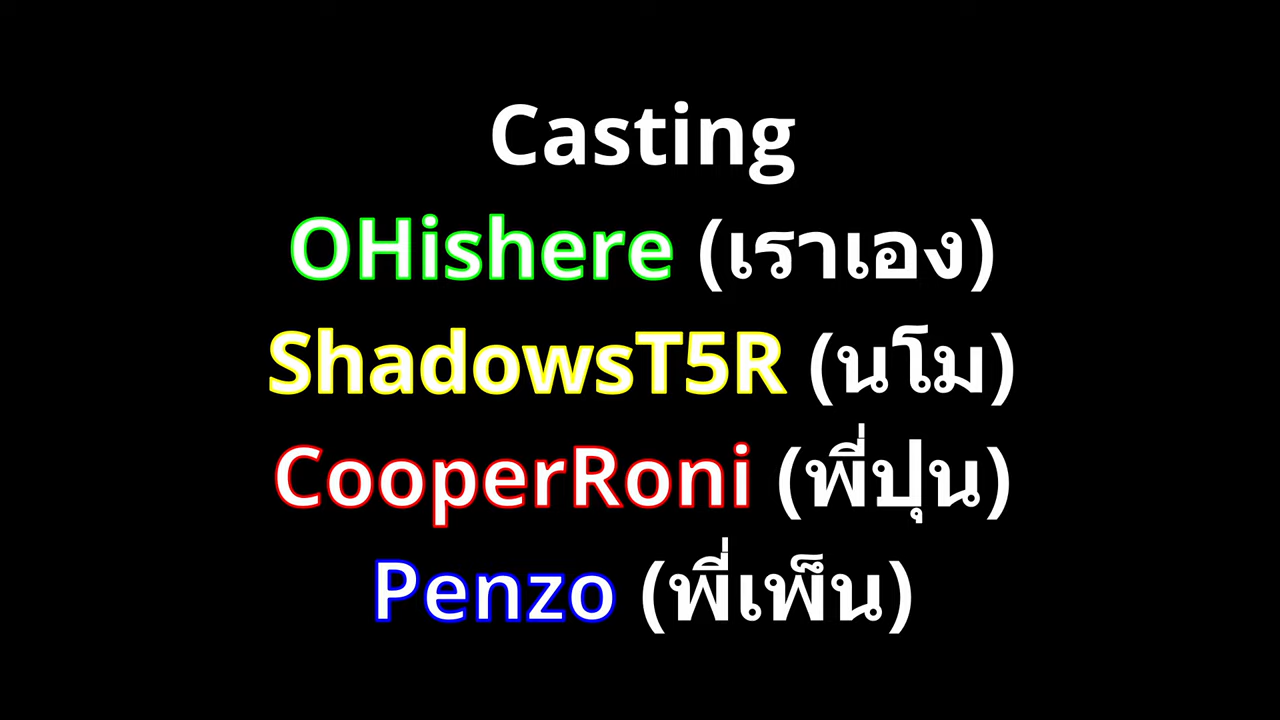 Casting
OHishere (เราเอง)
ShadowsT5R (นโม)
CooperRoni (พี่ปุน)
Penzo (พี่เพ็น)